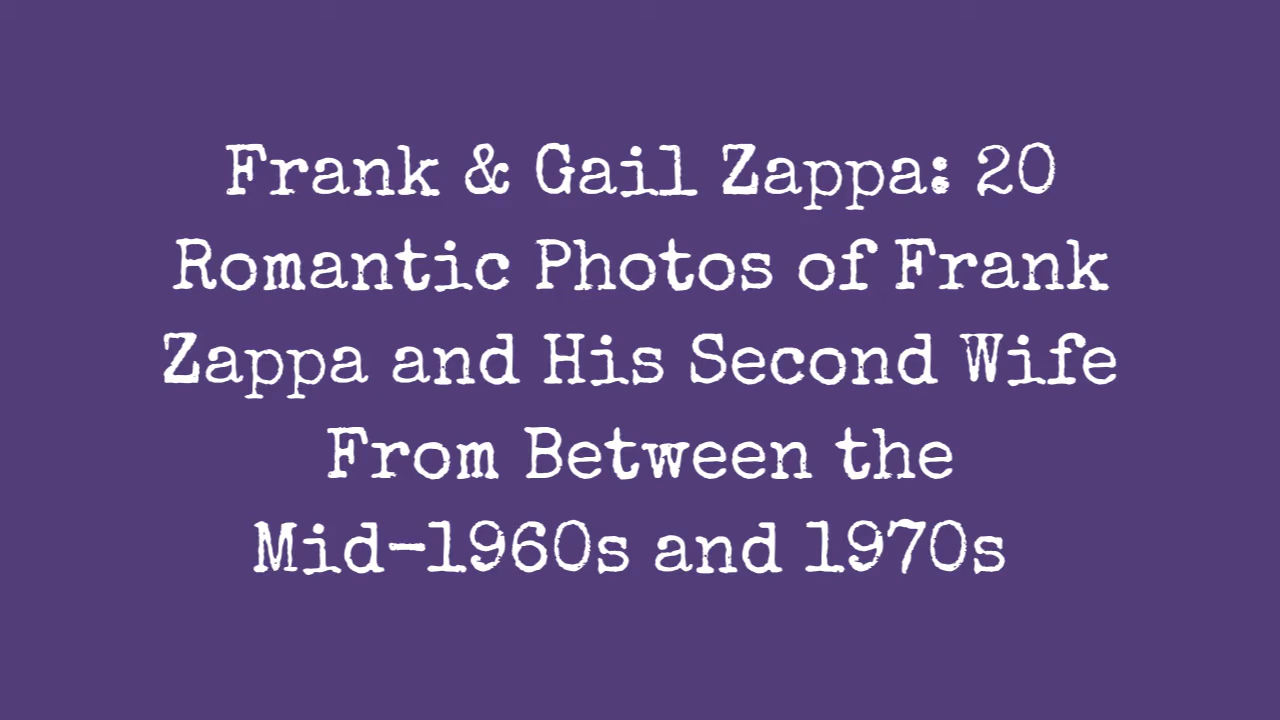 Frank & Gail Zappa: 20
Romantic Photos of Frank
Zappa and His Second Wife
From Between the
Mid-1960s and 1970s